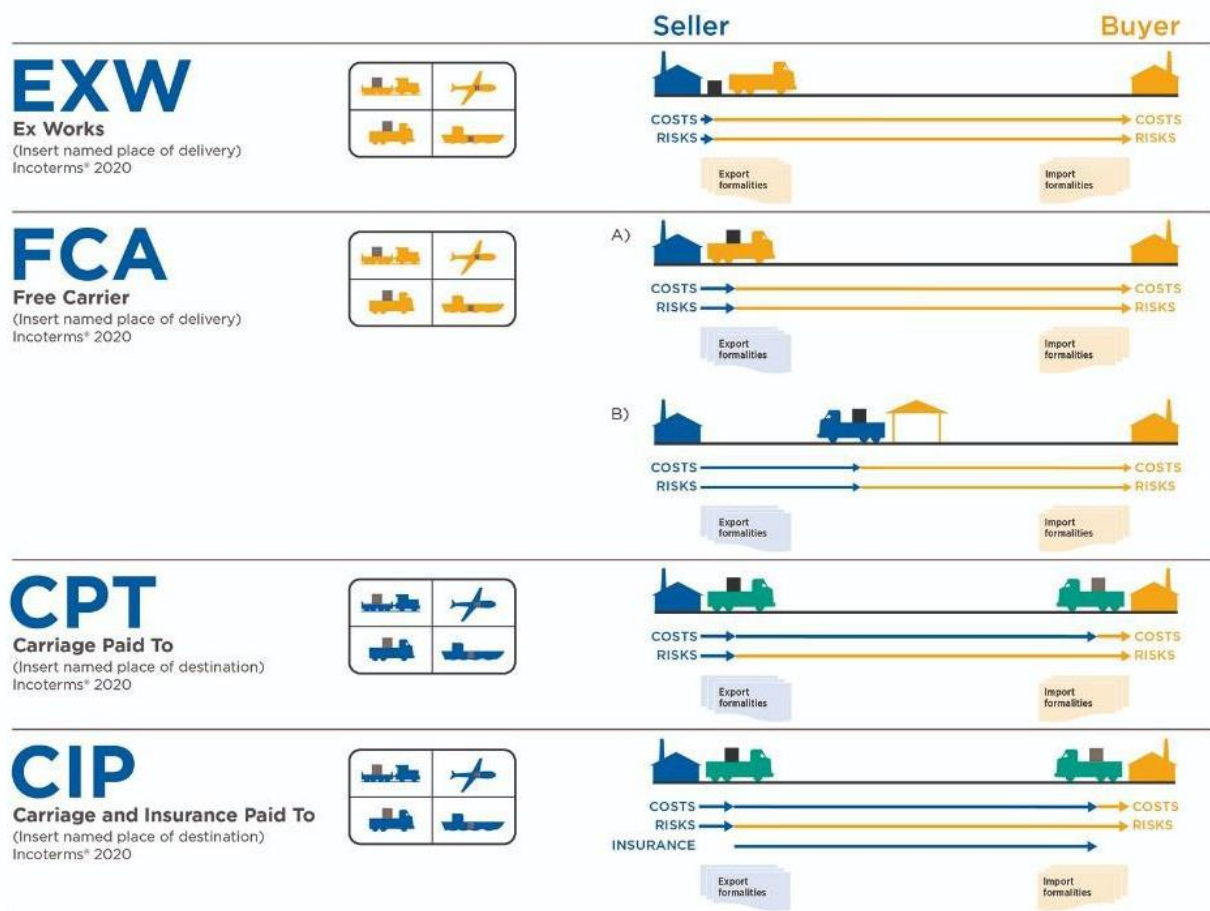 Seller Buyer
EXW
Ex Works
(Insert named place of delivery)
Incoterms® 2020
COSTS COSTS
RISKS RISKS
Export
formalities
Import
formalities
FCA
Free Carrier
(Insert named place of delivery)
Incoterms® 2020
A)
COSTS COSTS
RISKS RISKS
Export
formalities
Import
formalities
B)
COSTS COSTS
RISKS RISKS
Export
formalities
Import
formalities
CPT
Carriage Paid To
(Insert named place of destination)
Incoterms® 2020
COSTS COSTS
RISKS RISKS
Export
formalities
Import
formalities
CIP
Carriage and Insurance Paid To
(Insert named place of destination)
Incoterms® 2020
COSTS COSTS
RISKS RISKS
INSURANCE
Export
formalities
Import
formalities